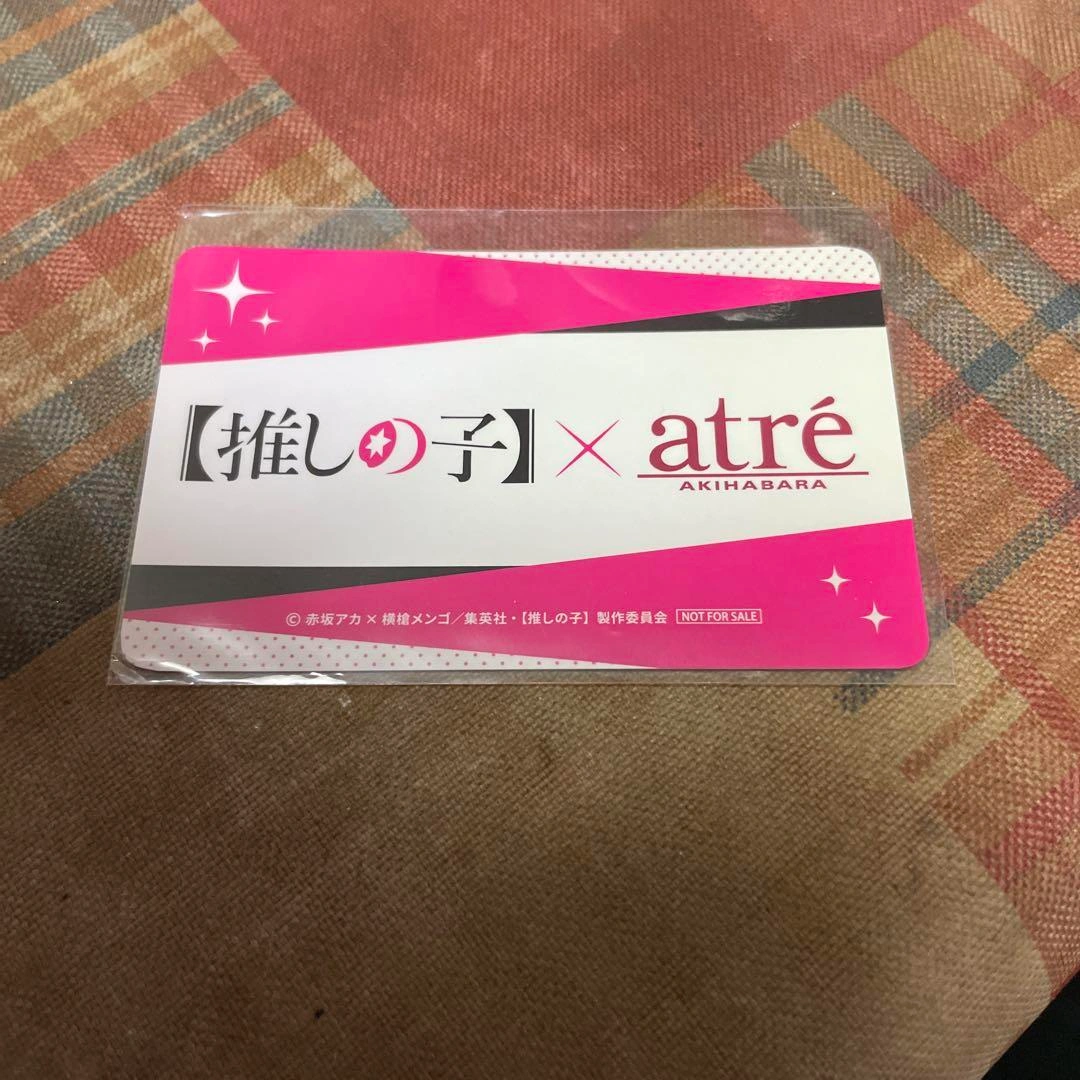 【推しの子】× atré
AKIHABARA
© 赤坂アカ × 横槍メンゴ／集英社・【推しの子】製作委員会 NOT FOR SALE